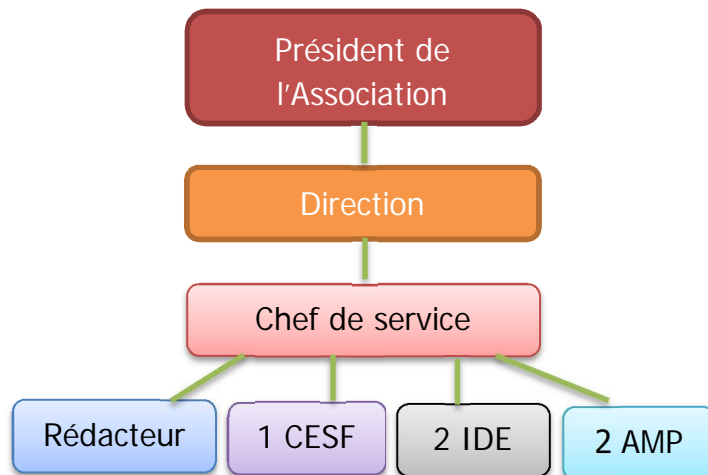 Président de
l'Association
Direction
Chef de service
Rédacteur
1 CESF
2 IDE
2 AMP